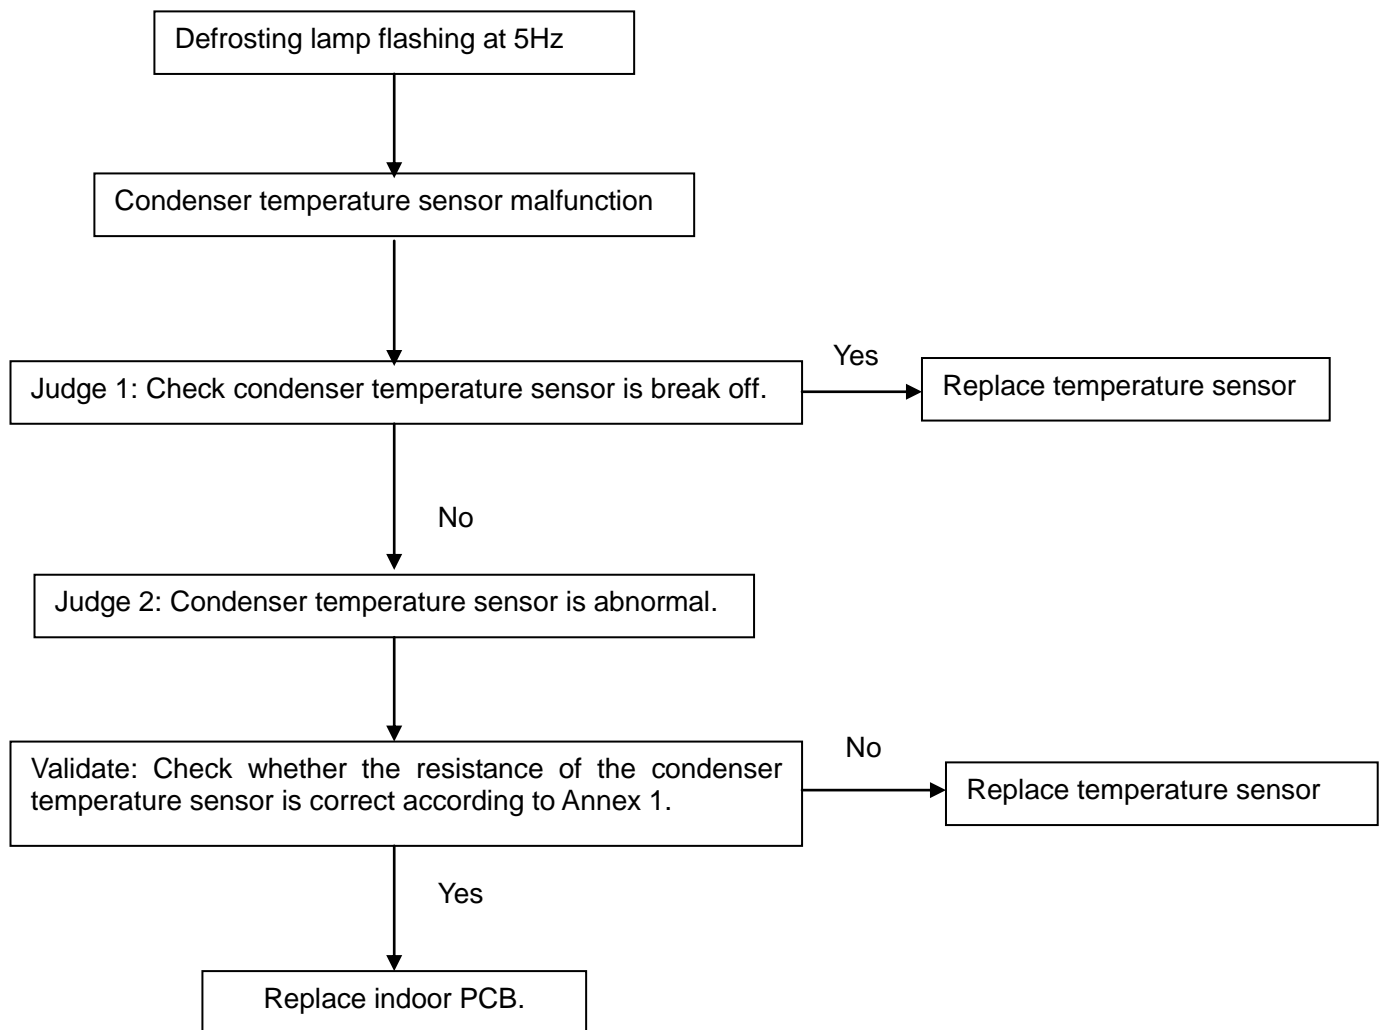 Defrosting lamp flashing at 5Hz
Condenser temperature sensor malfunction
Yes
Judge 1: Check condenser temperature sensor is break off.
Replace temperature sensor
No
Judge 2: Condenser temperature sensor is abnormal.
No
Validate: Check whether the resistance of the condenser
temperature sensor is correct according to Annex 1.
Replace temperature sensor
Yes
Replace indoor PCB.